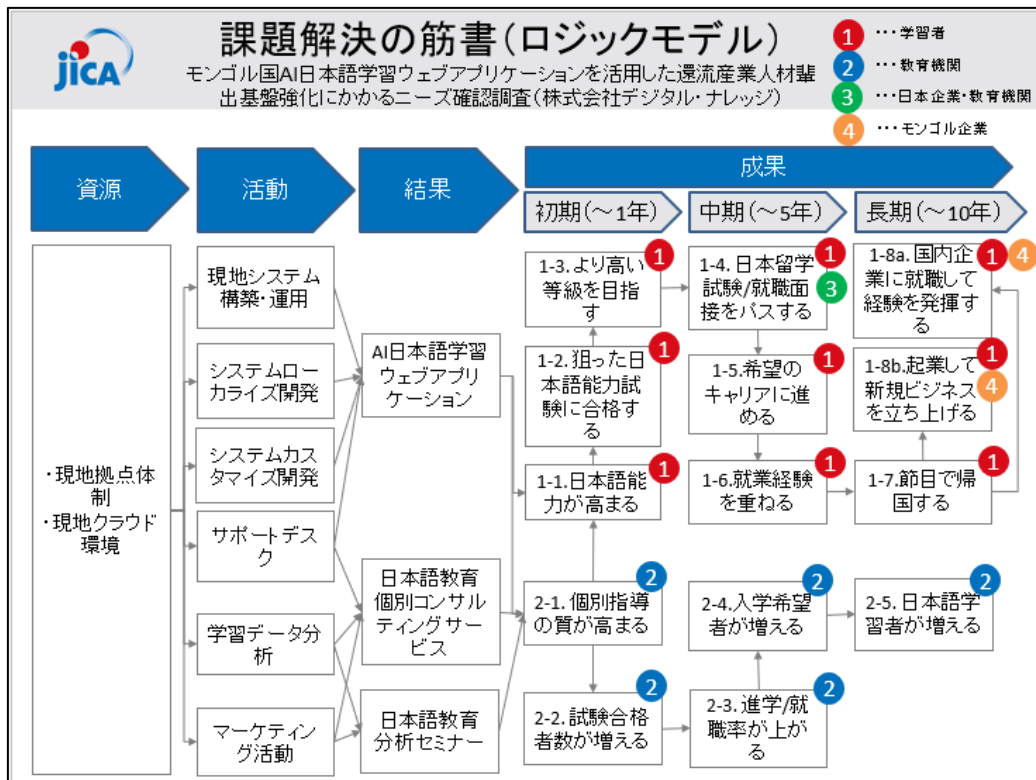 JICA
課題解決の筋書(ロジックモデル)
モンゴル国AI日本語学習ウェブアプリケーションを活用した還流産業人材輩
出基盤強化にかかるニーズ確認調査(株式会社デジタル・ナレッジ)
1 ・・・学習者
2 ・・・教育機関
3 ・・・日本企業・教育機関
4 ・・・モンゴル企業
資源
活動
結果
成果
初期(~1年)
中期(~5年)
長期(~10年)
・現地拠点体
制
・現地クラウド
環境
現地システム
構築・運用
システムロー
カライズ開発
システムカス
タマイズ開発
サポートデス
ク
学習データ分
析
マーケティン
グ活動
AI日本語学習
ウェブアプリ
ケーション
日本語教育
個別コンサル
ティングサー
ビス
日本語教育
分析セミナー
1-3. より高い
等級を目指
す
1
1-2. 狙った日
本語能力試
験に合格す
る
1
1-1. 日本語能
力が高まる
1
2-1. 個別指導
の質が高まる
2
2-2. 試験合格
者数が増える
2
1-4. 日本留学
試験/就職面
接をパスする
1
3
1-5. 希望の
キャリアに進
める
1
1-6. 就業経験
を重ねる
1
2-4. 入学希望
者が増える
2
2-3. 進学/就
職率が上が
る
2
1-8a. 国内企
業に就職して
経験を発揮す
る
1
4
1-8b. 起業して
新規ビジネス
を立ち上げる
1
4
1-7. 節目で帰
国する
1
2-5. 日本語学
習者が増える
2